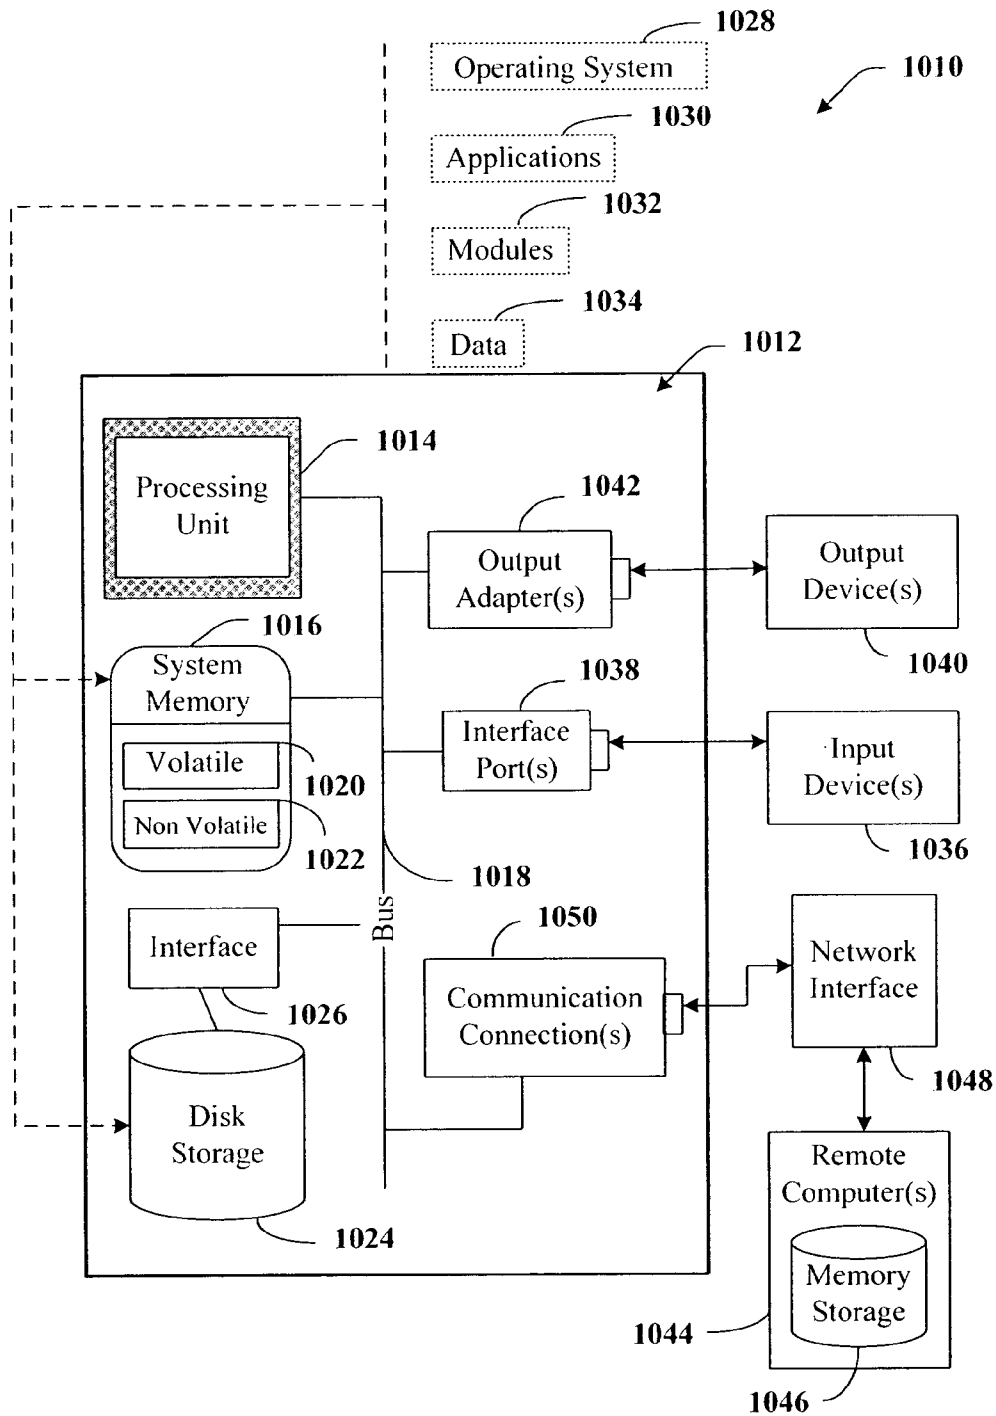 1028
Operating System
1010
1030
Applications
1032
Modules
1034
Data
1012
1014
Processing
Unit
1042
Output
Adapter(s)
Output
Device(s)
1040
1016
System
Memory
Volatile
1020
Non Volatile
1022
1038
Interface
Port(s)
Input
Device(s)
1036
1018
Bus
Interface
1026
1050
Communication
Connection(s)
Network
Interface
1048
Disk
Storage
1024
Remote
Computer(s)
Memory
Storage
1044
1046